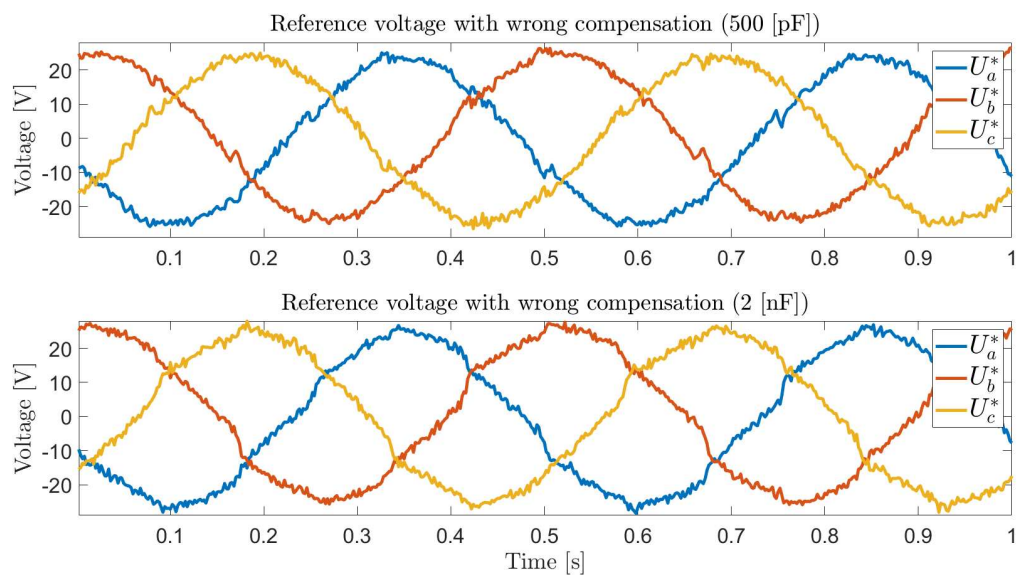 Reference voltage with wrong compensation (500 [pF])
Voltage [V]
20
10
0
-10
-20
U*a
U*b
U*c
0.1 0.2 0.3 0.4 0.5 0.6 0.7 0.8 0.9 1
Reference voltage with wrong compensation (2 [nF])
Voltage [V]
20
10
0
-10
-20
U*a
U*b
U*c
0.1 0.2 0.3 0.4 0.5 0.6 0.7 0.8 0.9 1
Time [s]